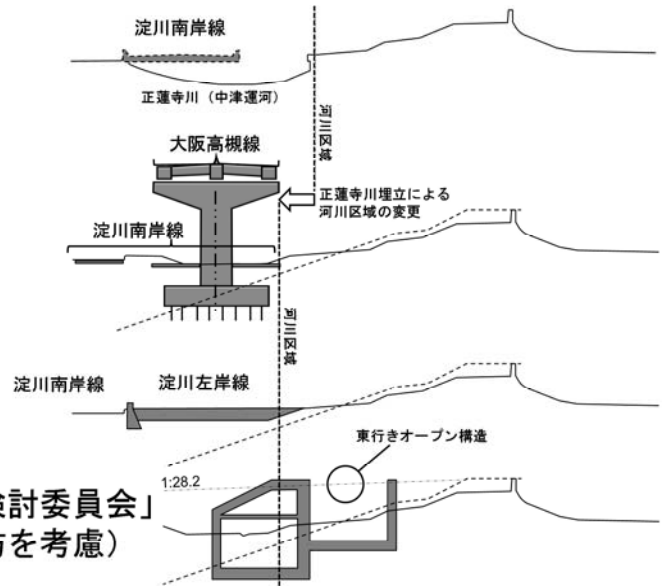 淀川南岸線
正蓮寺川（中津運河）
河川区域
大阪高槻線
正蓮寺川埋立による
河川区域の変更
淀川南岸線
河川区域
淀川南岸線
淀川左岸線
東行きオープン構造
1:28.2
検討委員会」
を考慮）